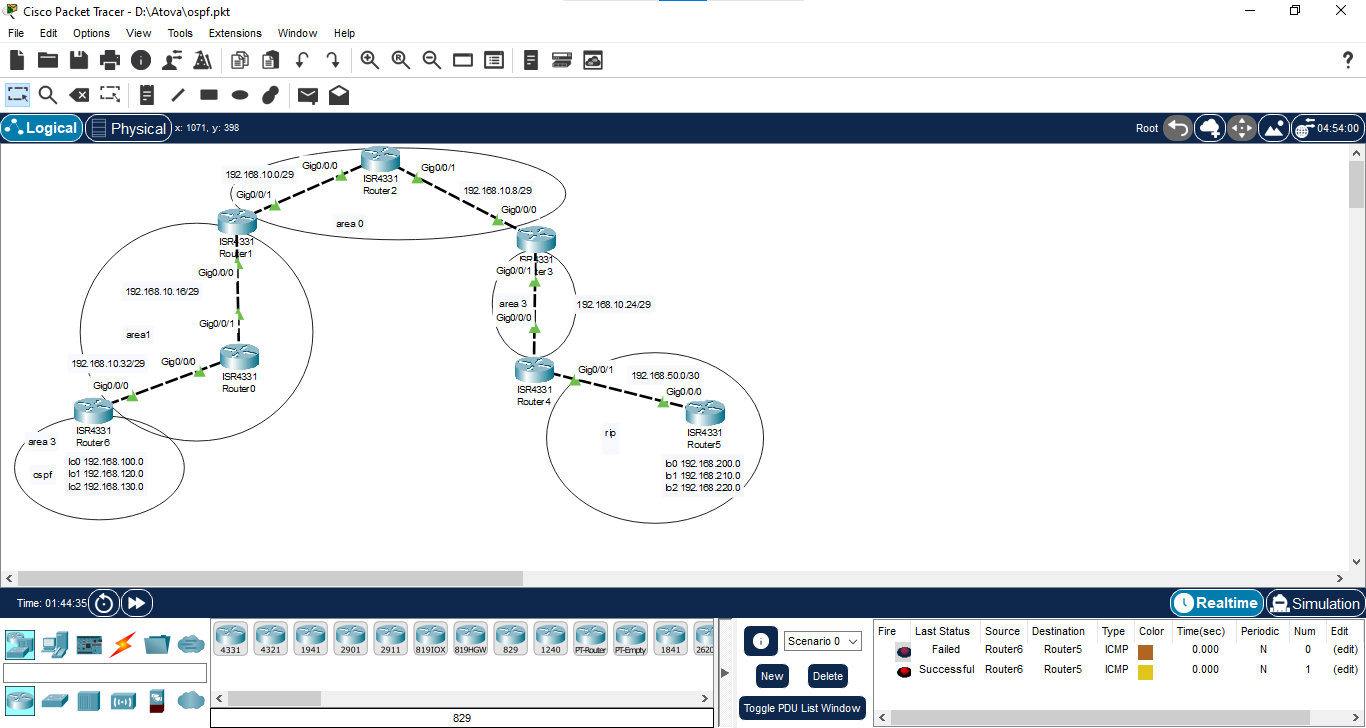 Cisco Packet Tracer - D:\Atova\ospf.pkt
File Edit Options View Tools Extensions Window Help
?
Logical Physical x: 1071, y: 398 Root 04:54:00
Gig0/0/0 Gig0/0/1
192.168.10.0/29
ISR4331
Router2
192.168.10.8/29
Gig0/0/1
Gig0/0/0
area 0
ISR4331
Router1
Gig0/0/0
192.168.10.16/29
Gig0/0/1
area1
192.168.10.32/29 Gig0/0/0
ISR4331
Router0
Gig0/0/0
ISR4331
Router6
area 3
ospf
lo0 192.168.100.0
lo1 192.168.120.0
lo2 192.168.130.0
ISR4331
Gig0/0/1
area 3 192.168.10.24/29
Gig0/0/0
ISR4331
Router4
Gig0/0/1
192.168.50.0/30
Gig0/0/0
rip
ISR4331
Router5
lo0 192.168.200.0
lo1 192.168.210.0
lo2 192.168.220.0
Time: 01:44:35 Realtime Simulation
4331 4321 1941 2901 2911 819IOX 819HGW 829 1240 PT-Router PT-Empty 1841 2620
829
Scenario 0
New Delete
Toggle PDU List Window
Fire Last Status Source Destination Type Color Time(sec) Periodic Num Edit
Failed Router6 Router5 ICMP 0.000 N 0 (edit)
Successful Router6 Router5 ICMP 0.000 N 1 (edit)